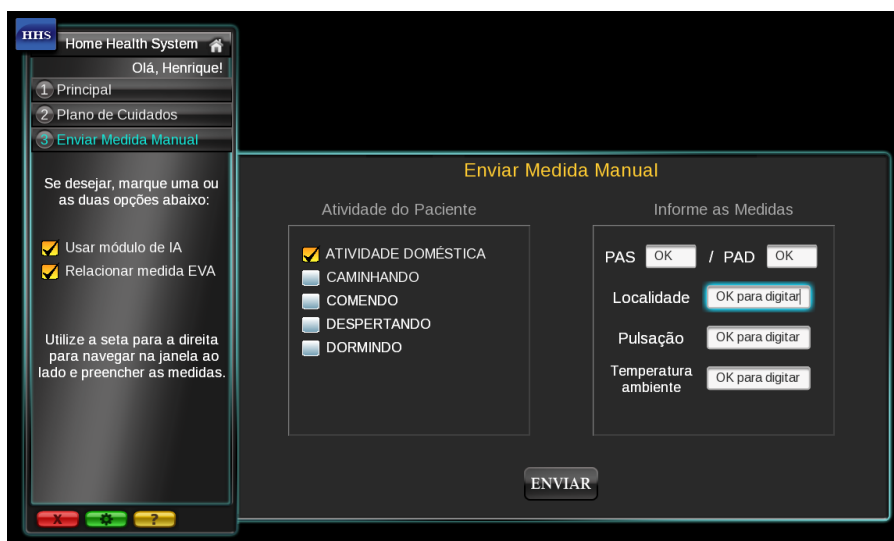 HHS
Home Health System
Olá, Henrique!
1 Principal
2 Plano de Cuidados
3 Enviar Medida Manual
Se desejar, marque uma ou
as duas opções abaixo:
Usar módulo de IA
Relacionar medida EVA
Utilize a seta para a direita
para navegar na janela ao
lado e preencher as medidas.
X
?
Enviar Medida Manual
Atividade do Paciente
ATIVIDADE DOMÉSTICA
CAMINHANDO
COMENDO
DESPERTANDO
DORMINDO
Informe as Medidas
PAS OK / PAD OK
Localidade OK para digitar
Pulsação OK para digitar
Temperatura
ambiente OK para digitar
ENVIAR